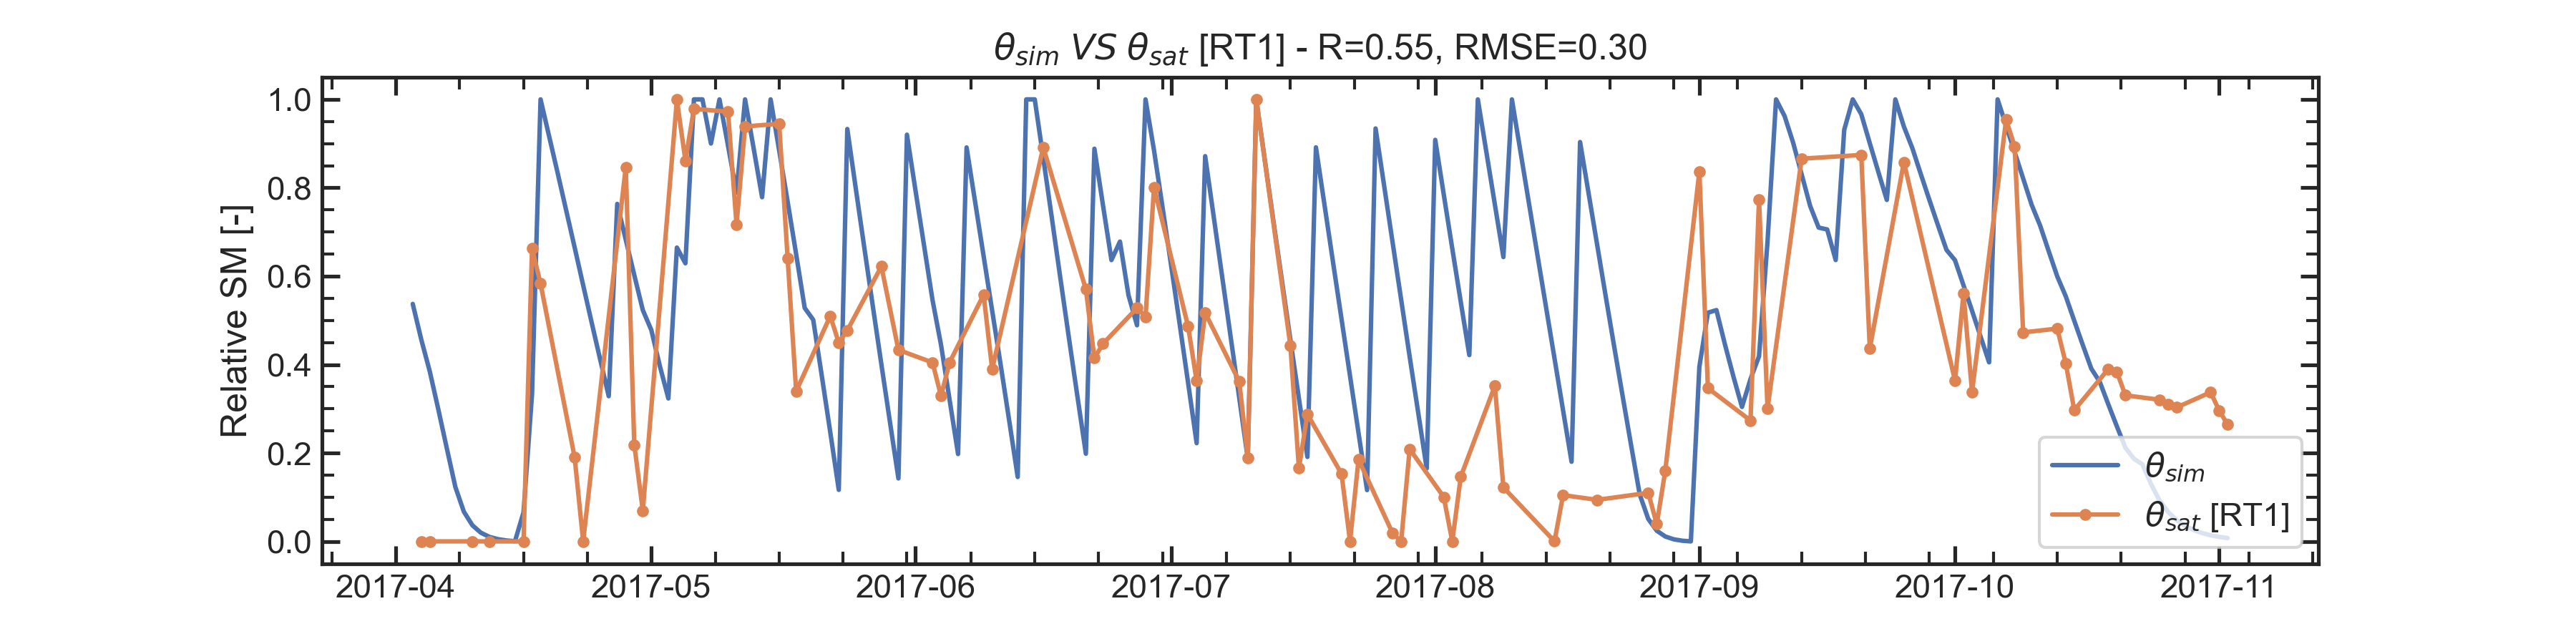 θsim VS θsat [RT1] - R=0.55, RMSE=0.30
Relative SM [-]
1.0
0.8
0.6
0.4
0.2
0.0
2017-04 2017-05 2017-06 2017-07 2017-08 2017-09 2017-10 2017-11
θsim
θsat [RT1]